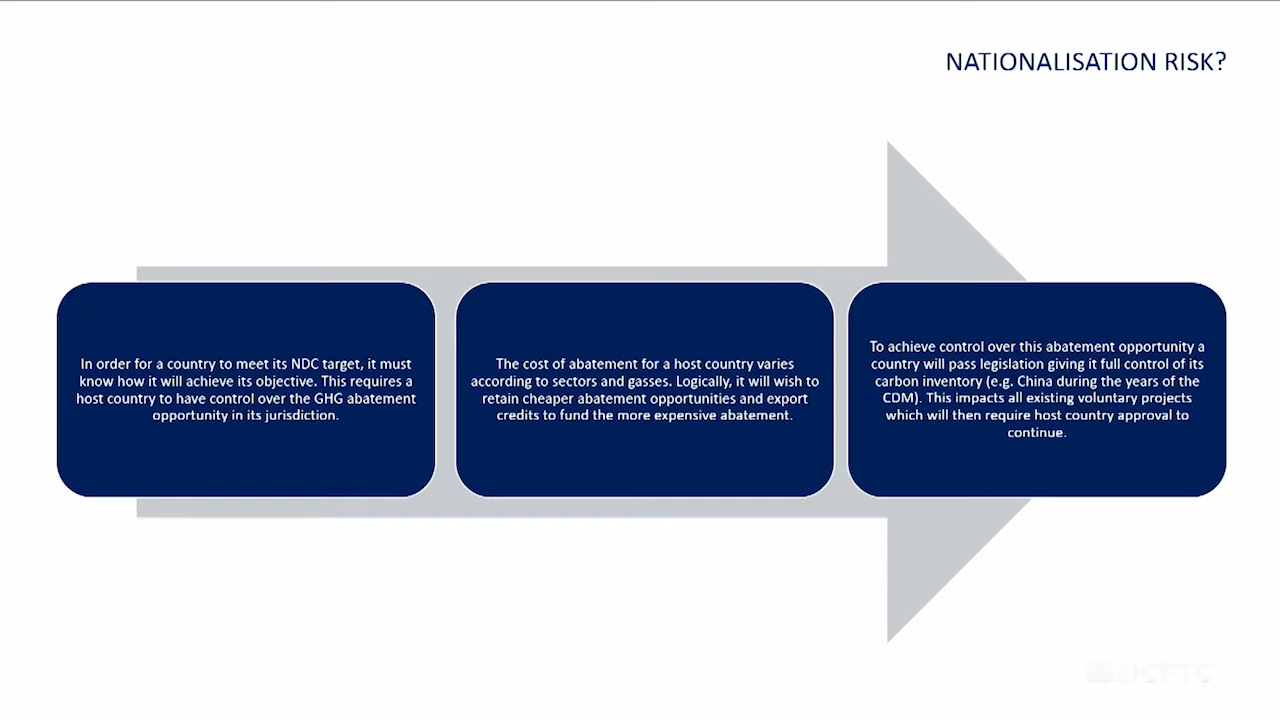 NATIONALISATION RISK?
In order for a country to meet its NDC target, it must
know how it will achieve its objective. This requires a
host country to have control over the GHG abatement
opportunity in its jurisdiction.
The cost of abatement for a host country varies
according to sectors and gasses. Logically, it will wish to
retain cheaper abatement opportunities and export
credits to fund the more expensive abatement.
To achieve control over this abatement opportunity a
country will pass legislation giving it full control of its
carbon inventory (e.g. China during the years of the
CDM). This impacts all existing voluntary projects
which will then require host country approval to
continue.
CFTC